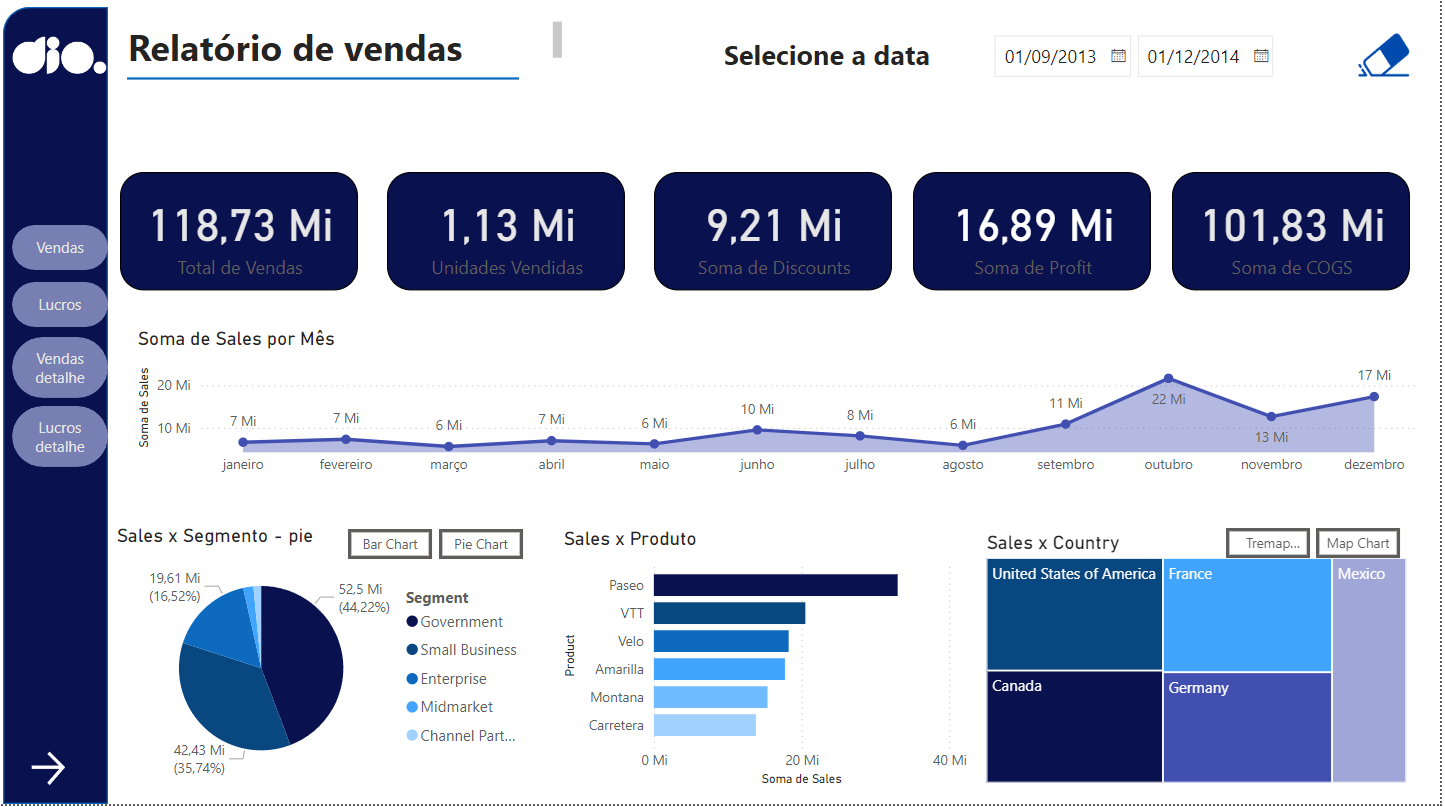 dio.
Relatório de vendas
Selecione a data
01/09/2013
01/12/2014
Vendas
Lucros
Vendas
detalhe
Lucros
detalhe
118,73 Mi
Total de Vendas
1,13 Mi
Unidades Vendidas
9,21 Mi
Soma de Discounts
16,89 Mi
Soma de Profit
101,83 Mi
Soma de COGS
Soma de Sales por Mês
Soma de Sales
20 Mi
10 Mi
7 Mi
7 Mi
6 Mi
7 Mi
6 Mi
10 Mi
8 Mi
6 Mi
11 Mi
22 Mi
13 Mi
17 Mi
janeiro
fevereiro
março
abril
maio
junho
julho
agosto
setembro
outubro
novembro
dezembro
Sales x Segmento - pie
Bar Chart
Pie Chart
19,61 Mi
(16,52%)
52,5 Mi
(44,22%)
42,43 Mi
(35,74%)
Segment
Government
Small Business
Enterprise
Midmarket
Channel Part...
Sales x Produto
Product
Paseo
VTT
Velo
Amarilla
Montana
Carretera
0 Mi
20 Mi
40 Mi
Soma de Sales
Sales x Country
Tremap...
Map Chart
United States of America
France
Mexico
Canada
Germany